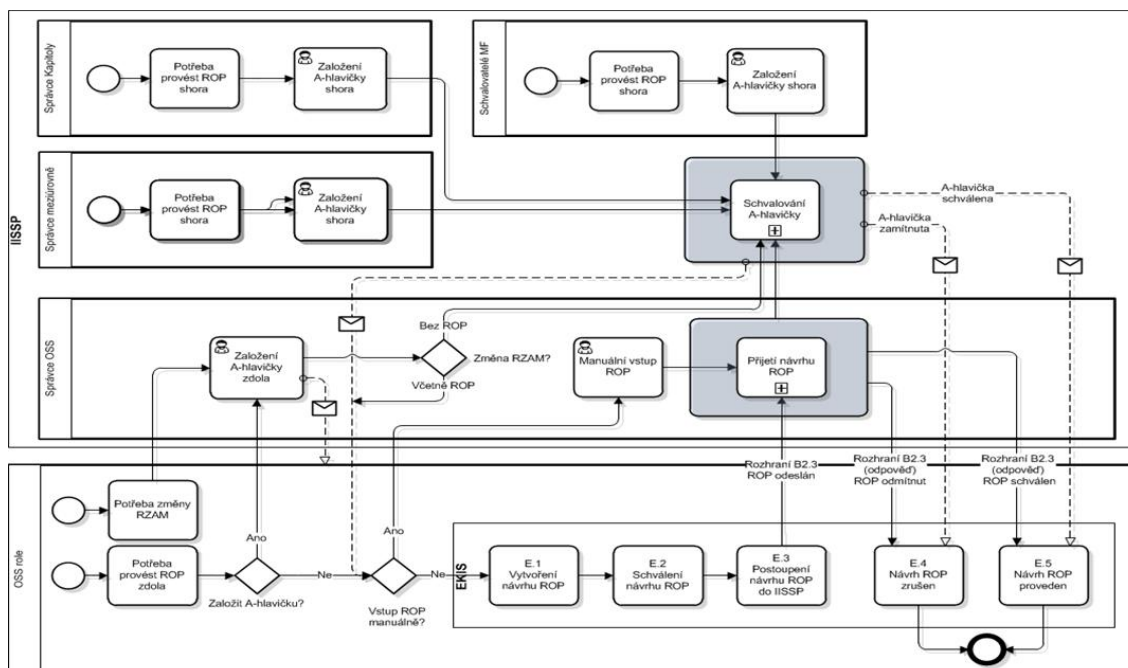 IISSP
Správce Kapitoly
Potřeba
provést ROP
shora
Založení
A-hlavičky
shora
Schvalovatelé MF
Potřeba
provést ROP
shora
Založení
A-hlavičky shora
Správce meziúrovně
Potřeba
provést ROP
shora
Založení
A-hlavičky
shora
Schvalování
A-hlavičky
A-hlavička
schválena
A-hlavička
zamítnuta
Správce OSS
Založení
A-hlavičky
zdola
Bez ROP
Změna RZAM?
Včetně ROP
Manuální vstup
ROP
Přijetí návrhu
ROP
Rozhraní B2.3
ROP odeslán
Rozhraní B2.3
(odpověď)
ROP odmítnut
Rozhraní B2.3
(odpověď)
ROP schválen
OSS role
Potřeba změny
RZAM
Potřeba
provést ROP
zdola
Ano
Založit A-hlavičku?
Ne
Ano
Vstup ROP
manuálně?
Ne
EKIS
E.1
Vytvoření
návrhu ROP
E.2
Schválení
návrhu ROP
E.3
Postoupení
návrhu ROP
do IISSP
E.4
Návrh ROP
zrušen
E.5
Návrh ROP
proveden